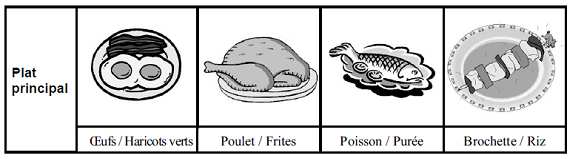 Plat
principal
Œufs / Haricots verts
Poulet / Frites
Poisson / Purée
Brochette / Riz